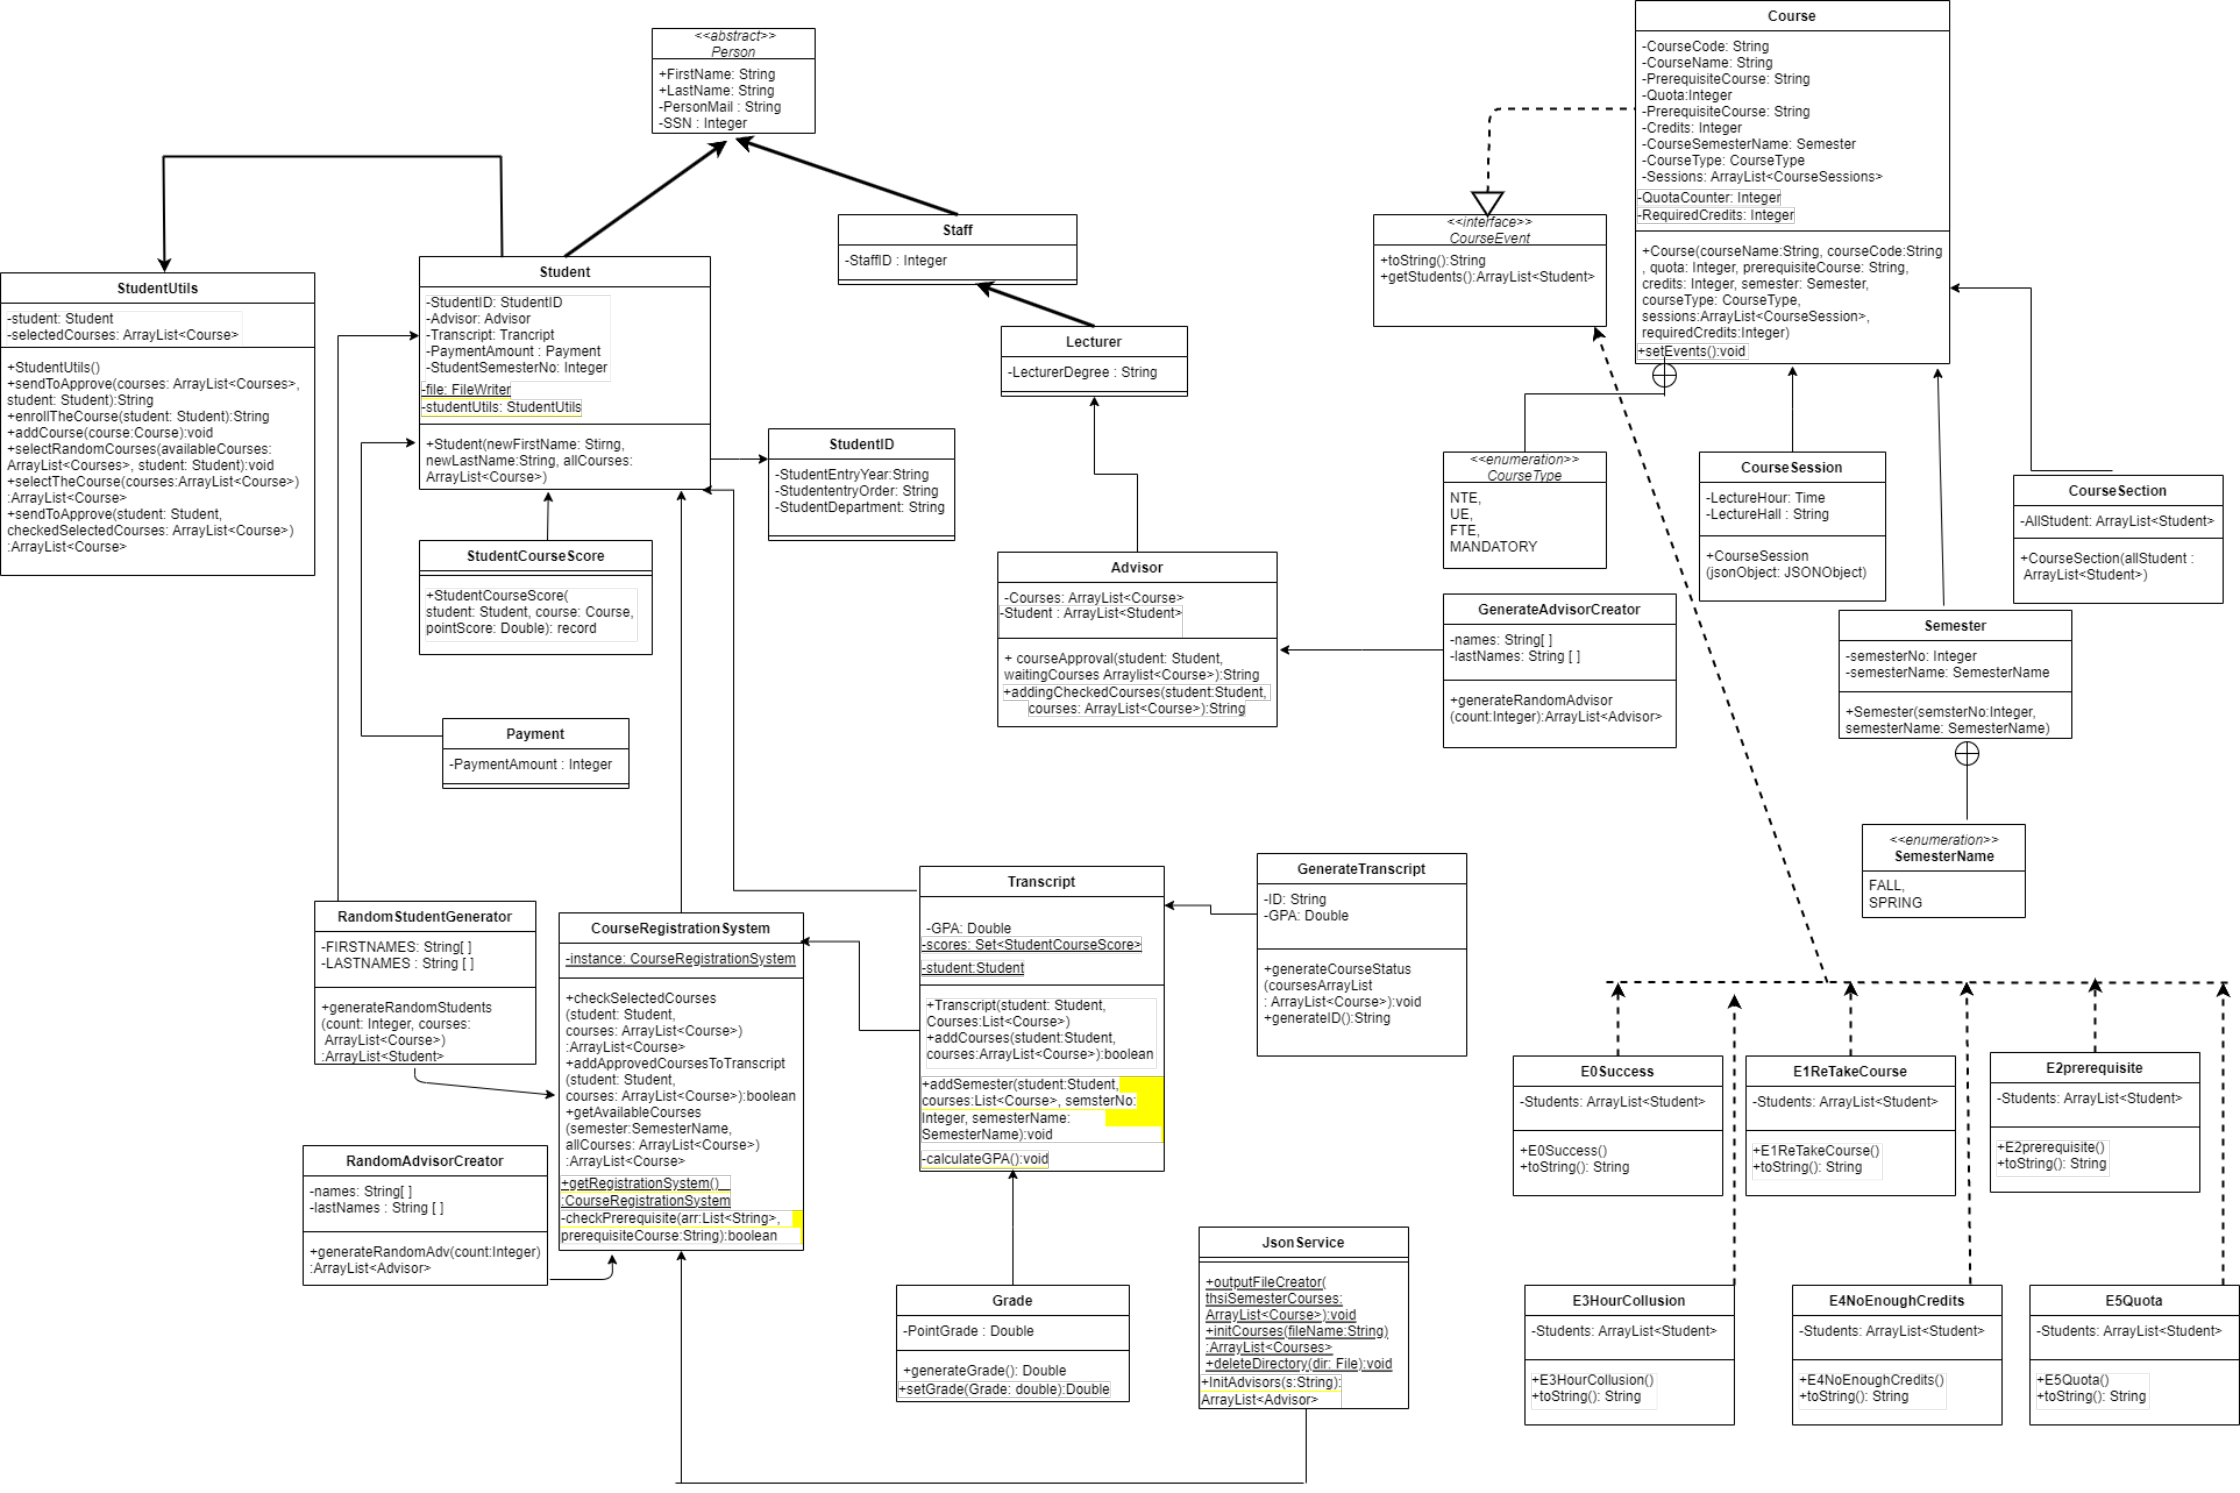 <<abstract>>
Person
+FirstName: String
+LastName: String
-PersonMail : String
-SSN : Integer
Course
-CourseCode: String
-CourseName: String
-PrerequisiteCourse: String
-Quota:Integer
-PrerequisiteCourse: String
-Credits: Integer
-CourseSemesterName: Semester
-CourseType: CourseType
-Sessions: ArrayList<CourseSessions>
-QuotaCounter: Integer
-RequiredCredits: Integer
+Course(courseName:String, courseCode:String
, quota: Integer, prerequisiteCourse: String,
credits: Integer, semester: Semester,
courseType: CourseType,
sessions:ArrayList<CourseSession>,
requiredCredits:Integer)
+setEvents():void
Staff
-StaffID : Integer
<<interface>>
CourseEvent
+toString():String
+getStudents():ArrayList<Student>
StudentUtils
-student: Student
-selectedCourses: ArrayList<Course>
+StudentUtils()
+sendToApprove(courses: ArrayList<Courses>,
student: Student):String
+enrollTheCourse(student: Student):String
+addCourse(course:Course):void
+selectRandomCourses(availableCourses:
ArrayList<Courses>, student: Student):void
+selectTheCourse(courses:ArrayList<Course>)
:ArrayList<Course>
+sendToApprove(student: Student,
checkedSelectedCourses: ArrayList<Course>)
:ArrayList<Course>
Student
-StudentID: StudentID
-Advisor: Advisor
-Transcript: Trancript
-PaymentAmount : Payment
-StudentSemesterNo: Integer
-file: FileWriter
-studentUtils: StudentUtils
+Student(newFirstName: Stirng,
newLastName:String, allCourses:
ArrayList<Course>)
Lecturer
-LecturerDegree : String
StudentID
-StudentEntryYear:String
-StudententryOrder: String
-StudentDepartment: String
<<enumeration>>
CourseType
NTE,
UE,
FTE,
MANDATORY
CourseSession
-LectureHour: Time
-LectureHall : String
+CourseSession
(jsonObject: JSONObject)
CourseSection
-AllStudent: ArrayList<Student>
+CourseSection(allStudent :
ArrayList<Student>)
StudentCourseScore
+StudentCourseScore(
student: Student, course: Course,
pointScore: Double): record
Advisor
-Courses: ArrayList<Course>
-Student : ArrayList<Student>
+ courseApproval(student: Student,
waitingCourses Arraylist<Course>):String
+addingCheckedCourses(student:Student,
courses: ArrayList<Course>):String
GenerateAdvisorCreator
-names: String[ ]
-lastNames: String [ ]
+generateRandomAdvisor
(count:Integer):ArrayList<Advisor>
Semester
-semesterNo: Integer
-semesterName: SemesterName
+Semester(semsterNo:Integer,
semesterName: SemesterName)
Payment
-PaymentAmount : Integer
<<enumeration>>
SemesterName
FALL,
SPRING
RandomStudentGenerator
-FIRSTNAMES: String[ ]
-LASTNAMES : String [ ]
+generateRandomStudents
(count: Integer, courses:
ArrayList<Course>)
:ArrayList<Student>
CourseRegistrationSystem
-instance: CourseRegistrationSystem
+checkSelectedCourses
(student: Student,
courses: ArrayList<Course>)
:ArrayList<Course>
+addApprovedCoursesToTranscript
(student: Student,
courses: ArrayList<Course>):boolean
+getAvailableCourses
(semester:SemesterName,
allCourses: ArrayList<Course>)
:ArrayList<Course>
+getRegistrationSystem()
:CourseRegistrationSystem
-checkPrerequisite(arr:List<String>,
prerequisiteCourse:String):boolean
Transcript
-GPA: Double
-scores: Set<StudentCourseScore>
-student:Student
+Transcript(student: Student,
Courses:List<Course>)
+addCourses(student:Student,
courses:ArrayList<Course>):boolean
+addSemester(student:Student,
courses:List<Course>, semsterNo:
Integer, semesterName:
SemesterName):void
-calculateGPA():void
GenerateTranscript
-ID: String
-GPA: Double
+generateCourseStatus
(coursesArrayList
: ArrayList<Course>):void
+generateID():String
RandomAdvisorCreator
-names: String[ ]
-lastNames : String [ ]
+generateRandomAdv(count:Integer)
:ArrayList<Advisor>
E0Success
-Students: ArrayList<Student>
+E0Success()
+toString(): String
E1ReTakeCourse
-Students: ArrayList<Student>
+E1ReTakeCourse()
+toString(): String
E2prerequisite
-Students: ArrayList<Student>
+E2prerequisite()
+toString(): String
Grade
-PointGrade : Double
+generateGrade(): Double
+setGrade(Grade: double):Double
JsonService
+outputFileCreator(
thsiSemesterCourses:
ArrayList<Course>):void
+initCourses(fileName:String)
:ArrayList<Courses>
+deleteDirectory(dir: File):void
+InitAdvisors(s:String):
ArrayList<Advisor>
E3HourCollusion
-Students: ArrayList<Student>
+E3HourCollusion()
+toString(): String
E4NoEnoughCredits
-Students: ArrayList<Student>
+E4NoEnoughCredits()
+toString(): String
E5Quota
-Students: ArrayList<Student>
+E5Quota()
+toString(): String